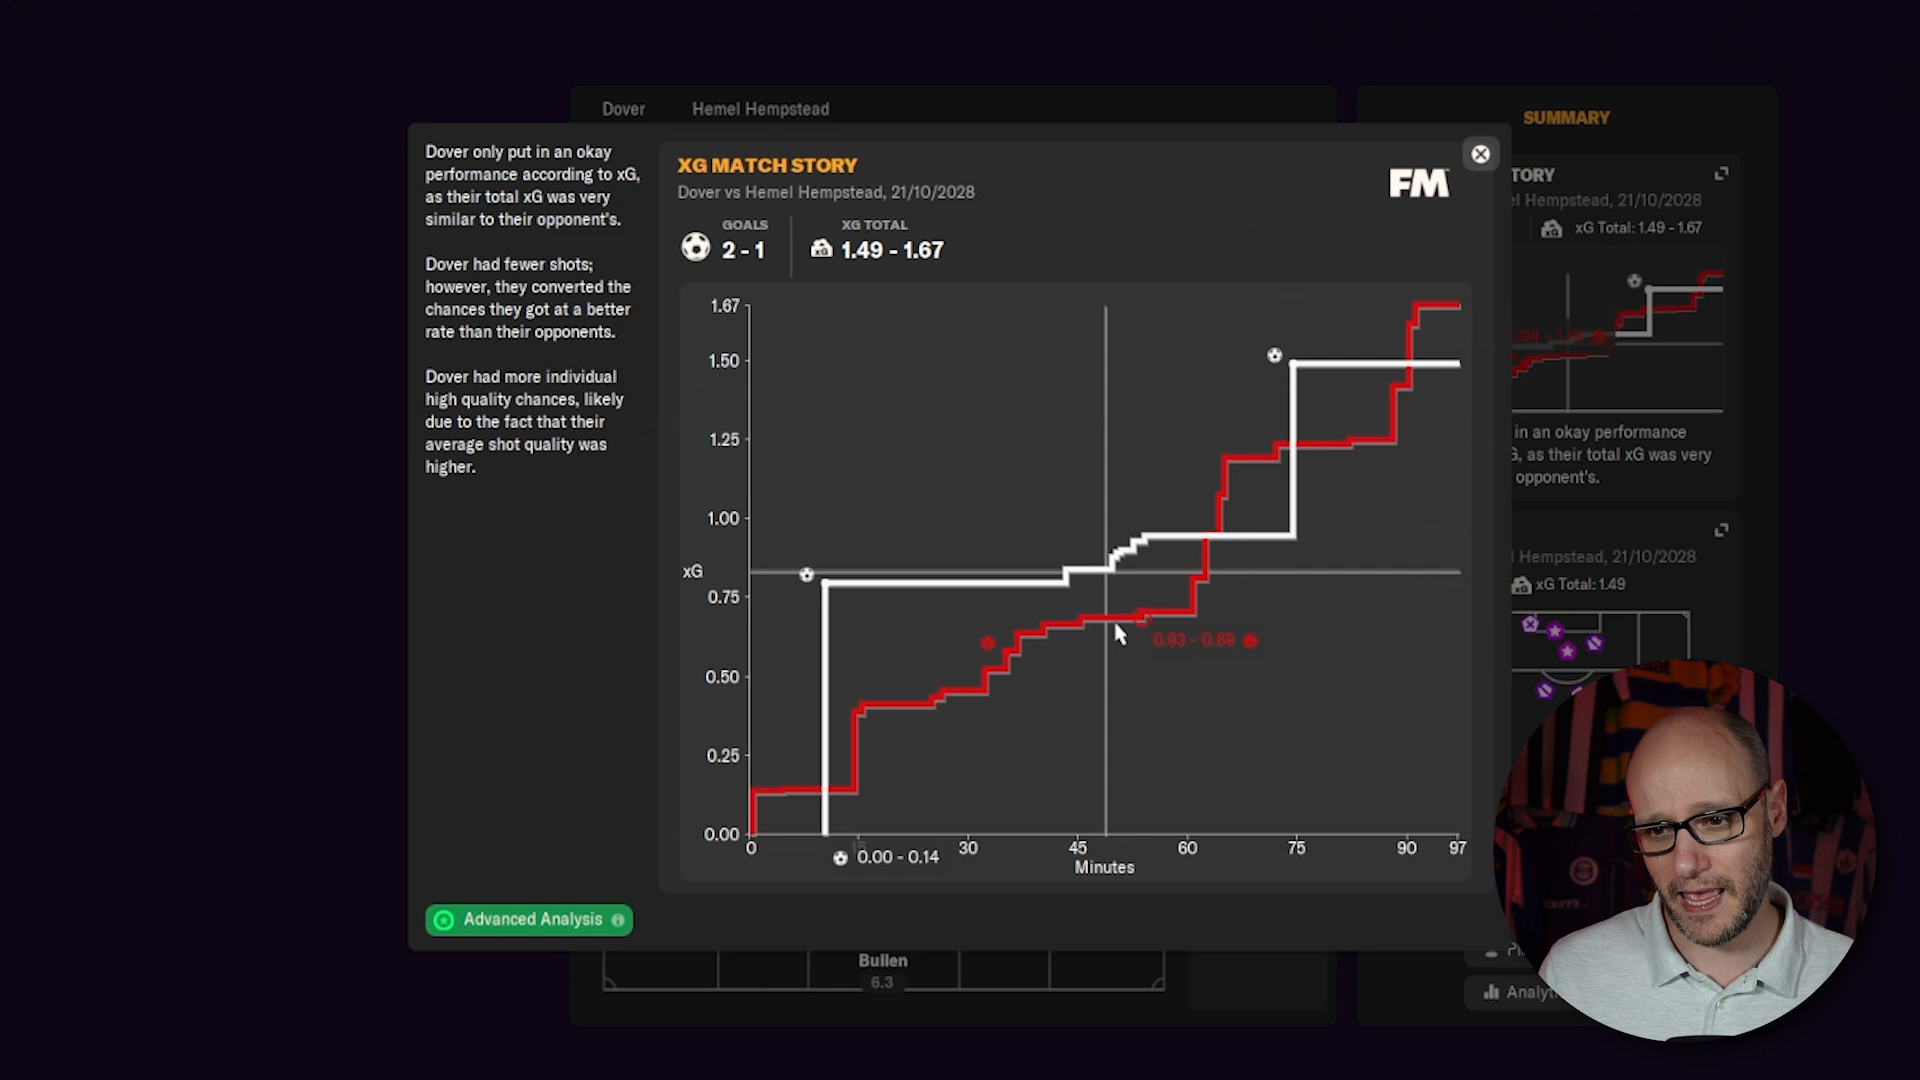 Dover
Hemel Hempstead
SUMMARY
Dover only put in an okay
performance according to xG,
as their total xG was very
similar to their opponent's.
Dover had fewer shots;
however, they converted the
chances they got at a better
rate than their opponents.
Dover had more individual
high quality chances, likely
due to the fact that their
average shot quality was
higher.
Advanced Analysis
XG MATCH STORY
Dover vs Hemel Hempstead, 21/10/2028
FM
GOALS
2 - 1
XG TOTAL
xG
1.49 - 1.67
1.67
1.50
1.25
1.00
xG
0.75
0.50
0.25
0.00
0.93 - 0.69
0
15
30
45
60
75
90
97
0.00 - 0.14
Minutes
TORY
el Hempstead, 21/10/2028
xG Total: 1.49 - 1.67
in an okay performance
G, as their total xG was very
opponent's.
l Hempstead, 21/10/2028
xG Total: 1.49
Bullen
6.3